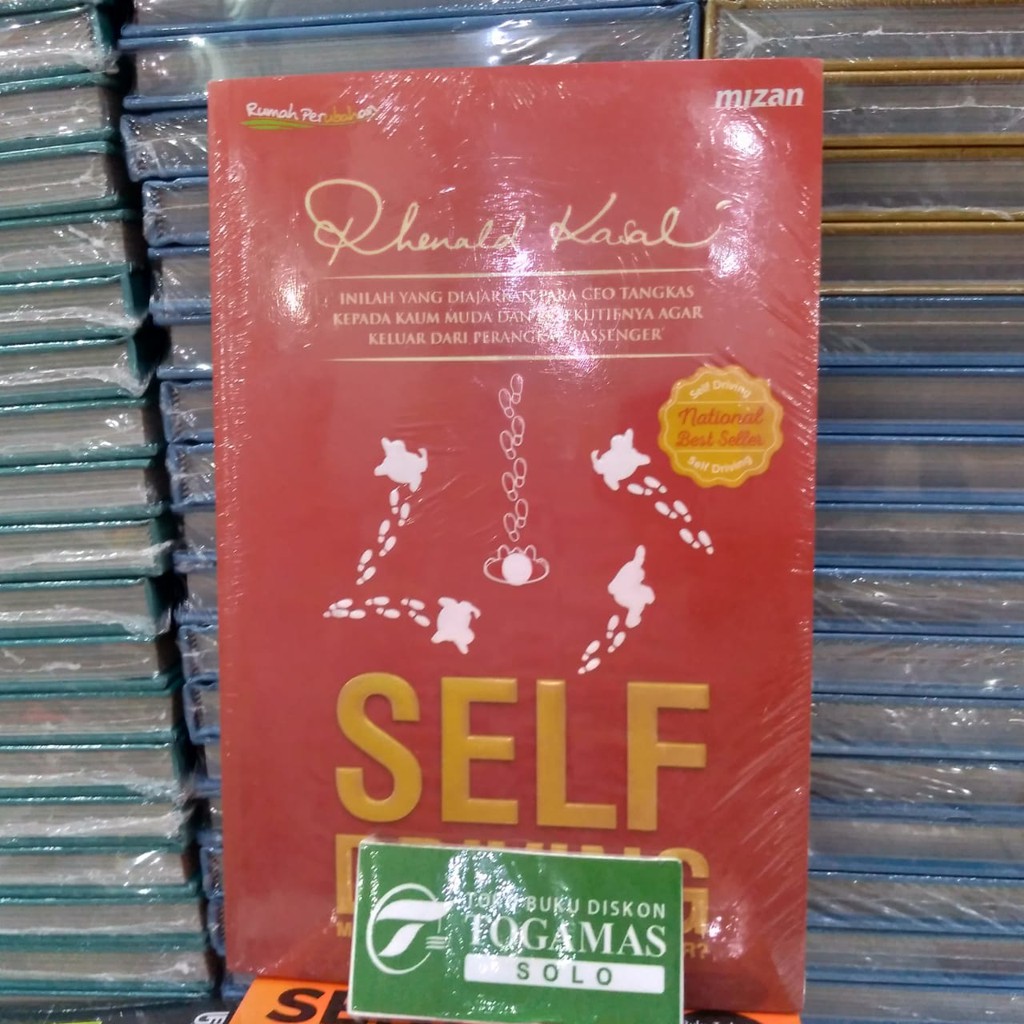 Rumah Perubahan
mizan
Rhenald Kasali
INILAH YANG DIAJARKAN PARA CEO TANGKAS
KEPADA KAUM MUDA DAN EKSEKUTIFNYA AGAR
KELUAR DARI PERANGKAP "PASSENGER"
Self Driving
National
Best Seller
Self Driving
SELF
DRIVING
TOKO BUKU DISKON
TOGAMAS
SOLO